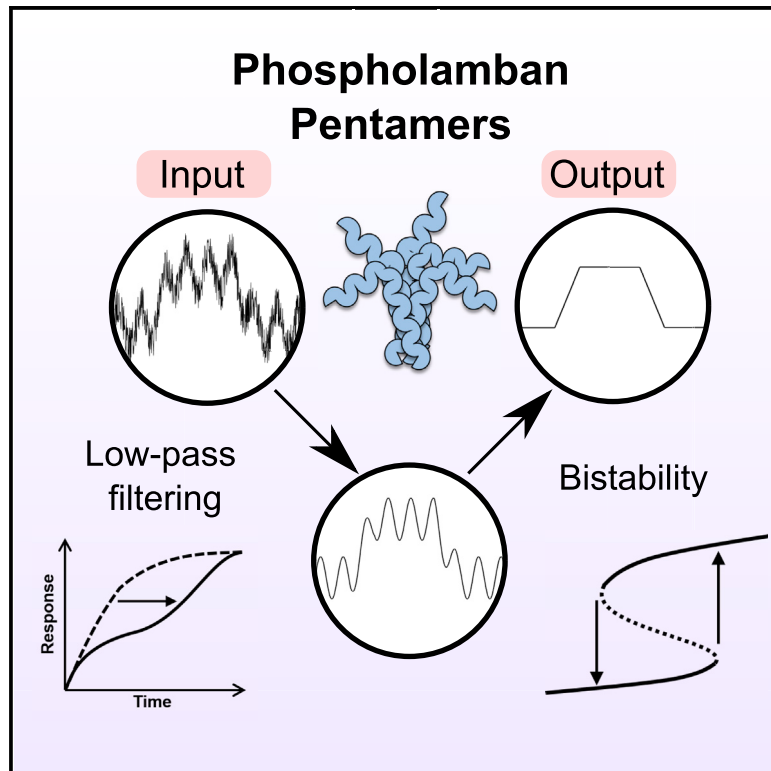 Phospholamban
Pentamers
Input
Output
Low-pass
filtering
Bistability
Response
Time